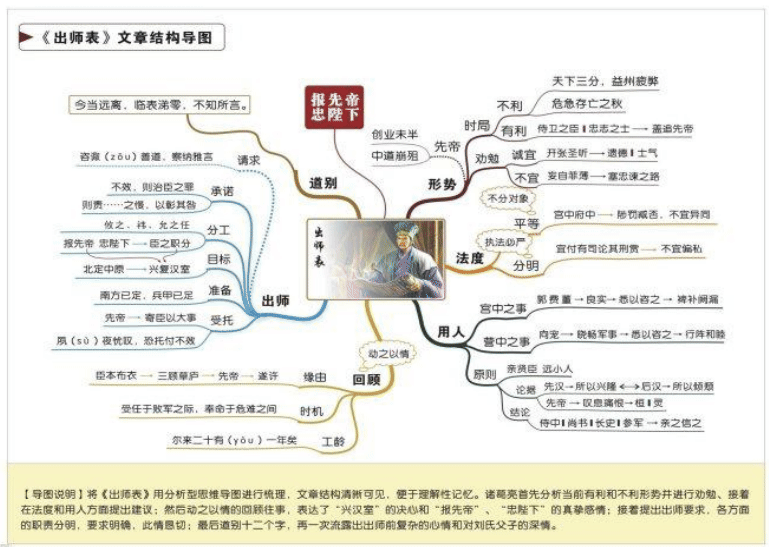 《出师表》文章结构导图
报先帝
忠陛下
今当远离，临表涕零，不知所言。
道别
咨诹（zōu）善道，察纳雅言
请求
不效，则治臣之罪
则责……之慢，以彰其咎
承诺
攸之、祎、允之任
报先帝 忠陛下→臣之职分
分工
北定中原→兴复汉室
目标
南方已定，兵甲已足
准备
先帝→寄臣以大事
夙（sù）夜忧叹，恐托付不效
受托
出师
动之以情
回顾
臣本布衣→三顾草庐→先帝→遂许
缘由
受任于败军之际，奉命于危难之间
时机
尔来二十有（yòu）一年矣
工龄
出师表
形势
创业未半
中道崩殂
先帝
时局
不利
天下三分，益州疲弊
危急存亡之秋
有利
侍卫之臣‖忠志之士→盖追先帝
劝勉
诚宜
开张圣听→遗德‖士气
不宜
妄自菲薄→塞忠谏之路
法度
不分对象
平等
宫中府中→陟罚臧否，不宜异同
执法必严
分明
宜付有司论其刑赏→不宜偏私
用人
宫中之事
郭费董→良实→悉以咨之→裨补阙漏
营中之事
向宠→晓畅军事→悉以咨之→行阵和睦
原则
亲贤臣 远小人
论据
先汉→所以兴隆<->后汉→所以倾颓
先帝→叹息痛恨→桓‖灵
结论
侍中‖尚书‖长史‖参军→亲之信之
【导图说明】将《出师表》用分析型思维导图进行梳理，文章结构清晰可见，便于理解性记忆。诸葛亮首先分析当前有利和不利形势并进行劝勉、接着
在法度和用人方面提出建议；然后动之以情的回顾往事，表达了“兴汉室”的决心和“报先帝”、“忠陛下”的真挚感情；接着提出出师要求，各方面
的职责分明，要求明确，此情恳切；最后道别十二个字，再一次流露出出师前复杂的心情和对刘氏父子的深情。